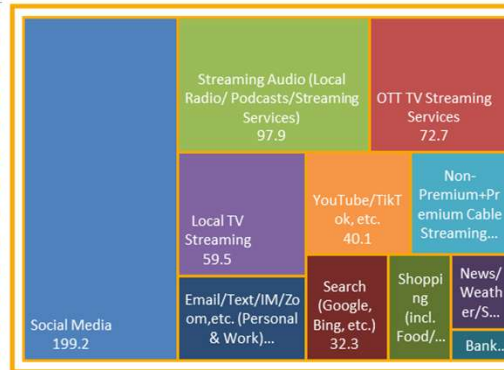 Streaming Audio (Local
Radio/ Podcasts/Streaming
Services)
97.9
OTT TV Streaming
Services
72.7
Local TV
Streaming
59.5
YouTube/TikT
ok, etc.
40.1
Non-
Premium+Pr
emium Cable
Streaming...
Email/Text/IM/Zo
om,etc. (Personal
& Work)...
Search
(Google,
Bing, etc.)
32.3
Shoppi
ng
(incl.
Food/...
News/
Weath
er/S...
Bank...
Social Media
199.2